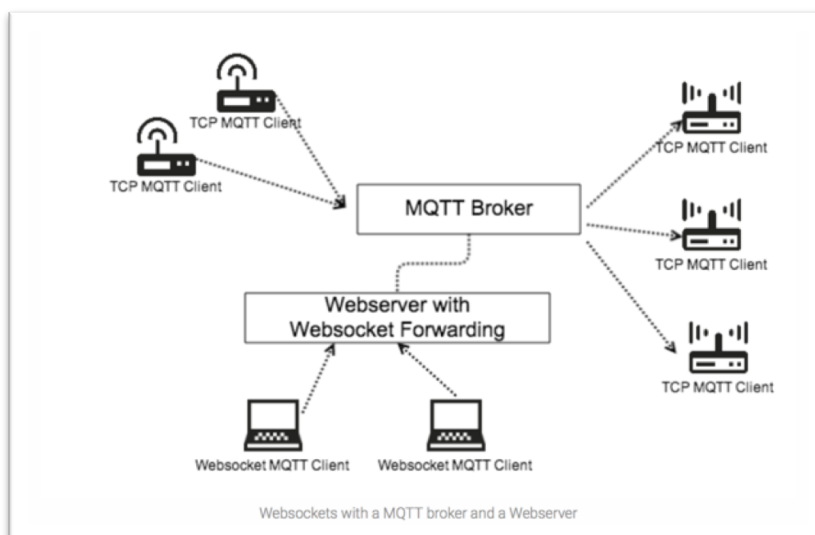 TCP MQTT Client
TCP MQTT Client
TCP MQTT Client
MQTT Broker
TCP MQTT Client
Webserver with
Websocket Forwarding
TCP MQTT Client
Websocket MQTT Client
Websocket MQTT Client
Websockets with a MQTT broker and a Webserver